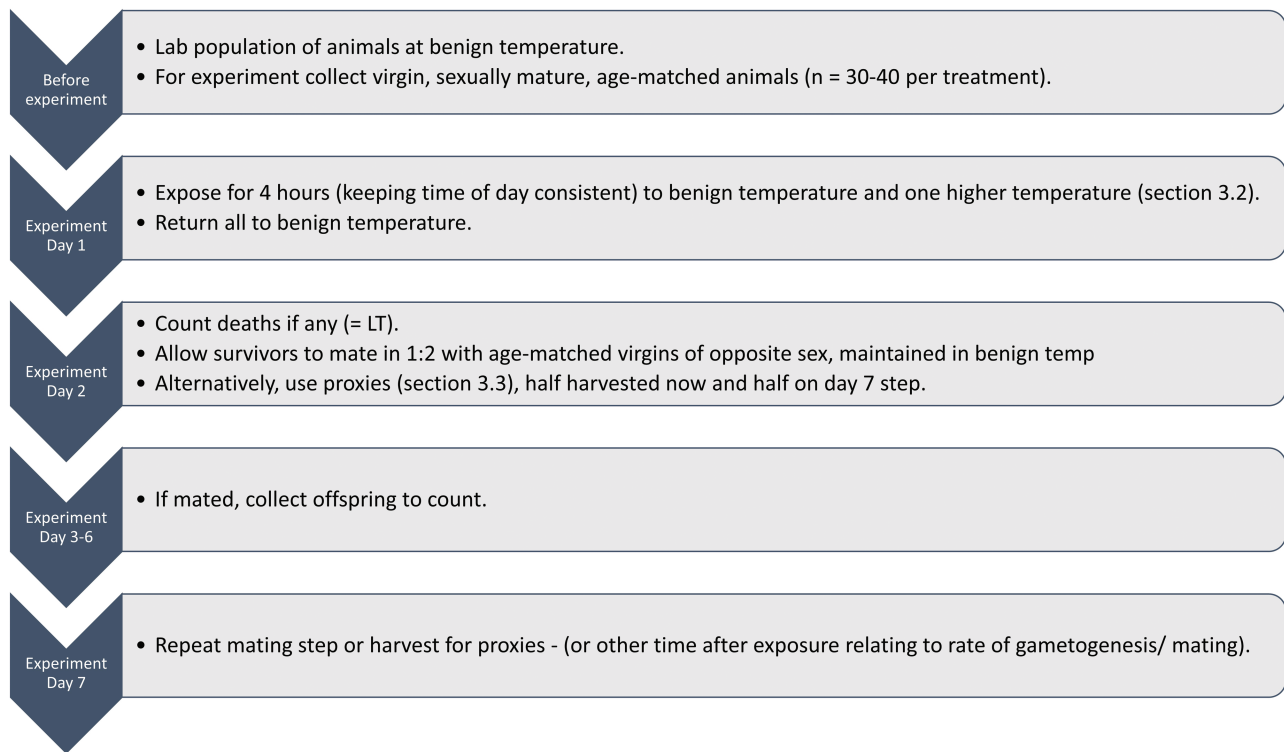 Before
experiment
• Lab population of animals at benign temperature.
• For experiment collect virgin, sexually mature, age-matched animals (n = 30-40 per treatment).
Experiment
Day 1
• Expose for 4 hours (keeping time of day consistent) to benign temperature and one higher temperature (section 3.2).
• Return all to benign temperature.
Experiment
Day 2
• Count deaths if any (= LT).
• Allow survivors to mate in 1:2 with age-matched virgins of opposite sex, maintained in benign temp
• Alternatively, use proxies (section 3.3), half harvested now and half on day 7 step.
Experiment
Day 3-6
• If mated, collect offspring to count.
Experiment
Day 7
• Repeat mating step or harvest for proxies - (or other time after exposure relating to rate of gametogenesis/ mating).